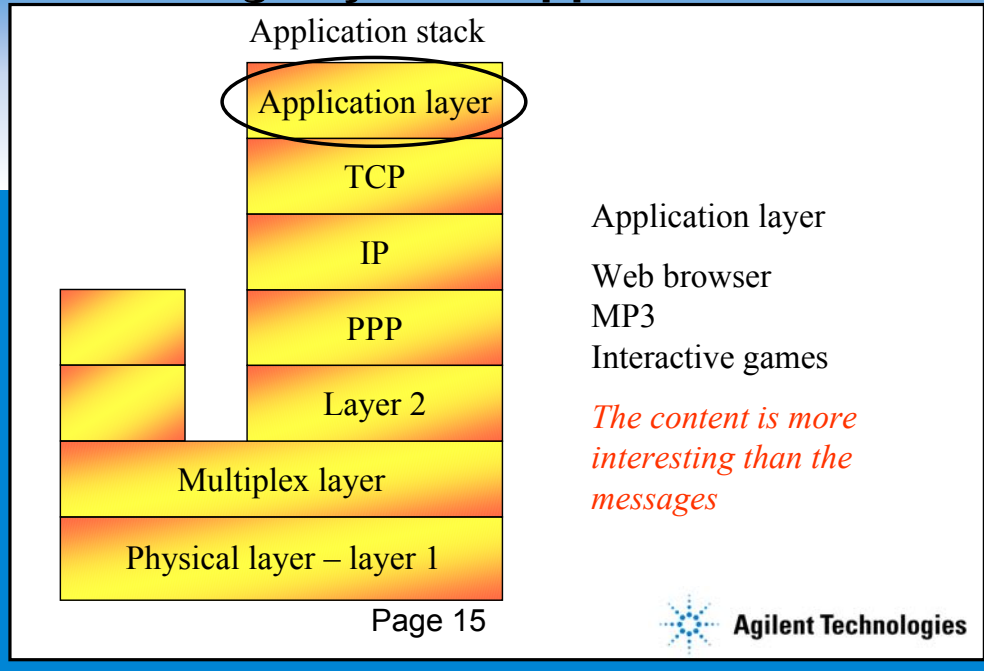 Application stack
Application layer
TCP
IP
PPP
Layer 2
Multiplex layer
Physical layer – layer 1
Application layer
Web browser
MP3
Interactive games
The content is more
interesting than the
messages
Page 15
Agilent Technologies